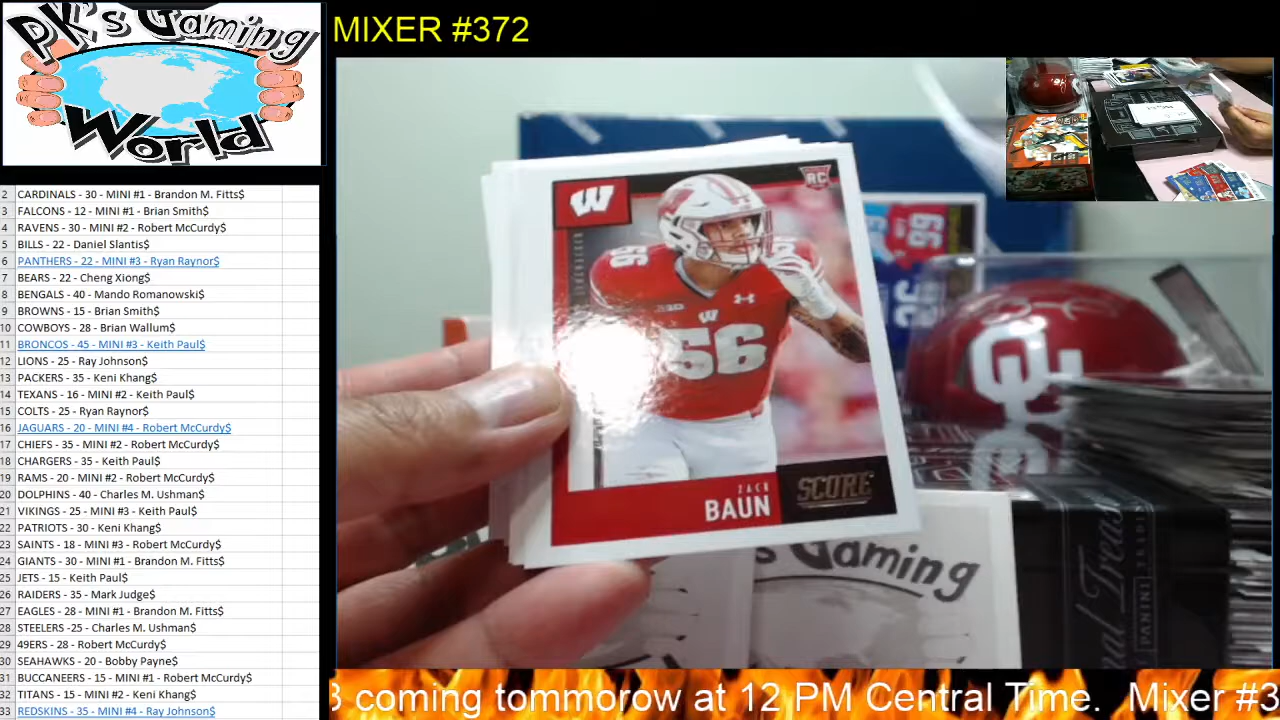 PK's Gaming
World
MIXER #372
2 CARDINALS - 30 - MINI #1 - Brandon M. Fitts$
3 FALCONS - 12 - MINI #1 - Brian Smith$
4 RAVENS - 30 - MINI #2 - Robert McCurdy$
5 BILLS - 22 - Daniel Slantis$
6 PANTHERS - 22 - MINI #3 - Ryan Raynor$
7 BEARS - 22 - Cheng Xiong$
8 BENGALS - 40 - Mando Romanowski$
9 BROWNS - 15 - Brian Smith$
10 COWBOYS - 28 - Brian Wallum$
11 BRONCOS - 45 - MINI #3 - Keith Paul$
12 LIONS - 25 - Ray Johnson$
13 PACKERS - 35 - Keni Khang$
14 TEXANS - 16 - MINI #2 - Keith Paul$
15 COLTS - 25 - Ryan Raynor$
16 JAGUARS - 20 - MINI #4 - Robert McCurdy$
17 CHIEFS - 35 - MINI #2 - Robert McCurdy$
18 CHARGERS - 35 - Keith Paul$
19 RAMS - 20 - MINI #2 - Robert McCurdy$
20 DOLPHINS - 40 - Charles M. Ushman$
21 VIKINGS - 25 - MINI #3 - Keith Paul$
22 PATRIOTS - 30 - Keni Khang$
23 SAINTS - 18 - MINI #3 - Robert McCurdy$
24 GIANTS - 30 - MINI #1 - Brandon M. Fitts$
25 JETS - 15 - Keith Paul$
26 RAIDERS - 35 - Mark Judge$
27 EAGLES - 28 - MINI #1 - Brandon M. Fitts$
28 STEELERS -25 - Charles M. Ushman$
29 49ERS - 28 - Robert McCurdy$
30 SEAHAWKS - 20 - Bobby Payne$
31 BUCCANEERS - 15 - MINI #1 - Robert McCurdy$
32 TITANS - 15 - MINI #2 - Keni Khang$
33 REDSKINS - 35 - MINI #4 - Ray Johnson$
W
RC
56
W
56
ZACK
BAUN
SCORE
99
OU
's Gaming
PANINI
3 coming tommorow at 12 PM Central Time. Mixer #3